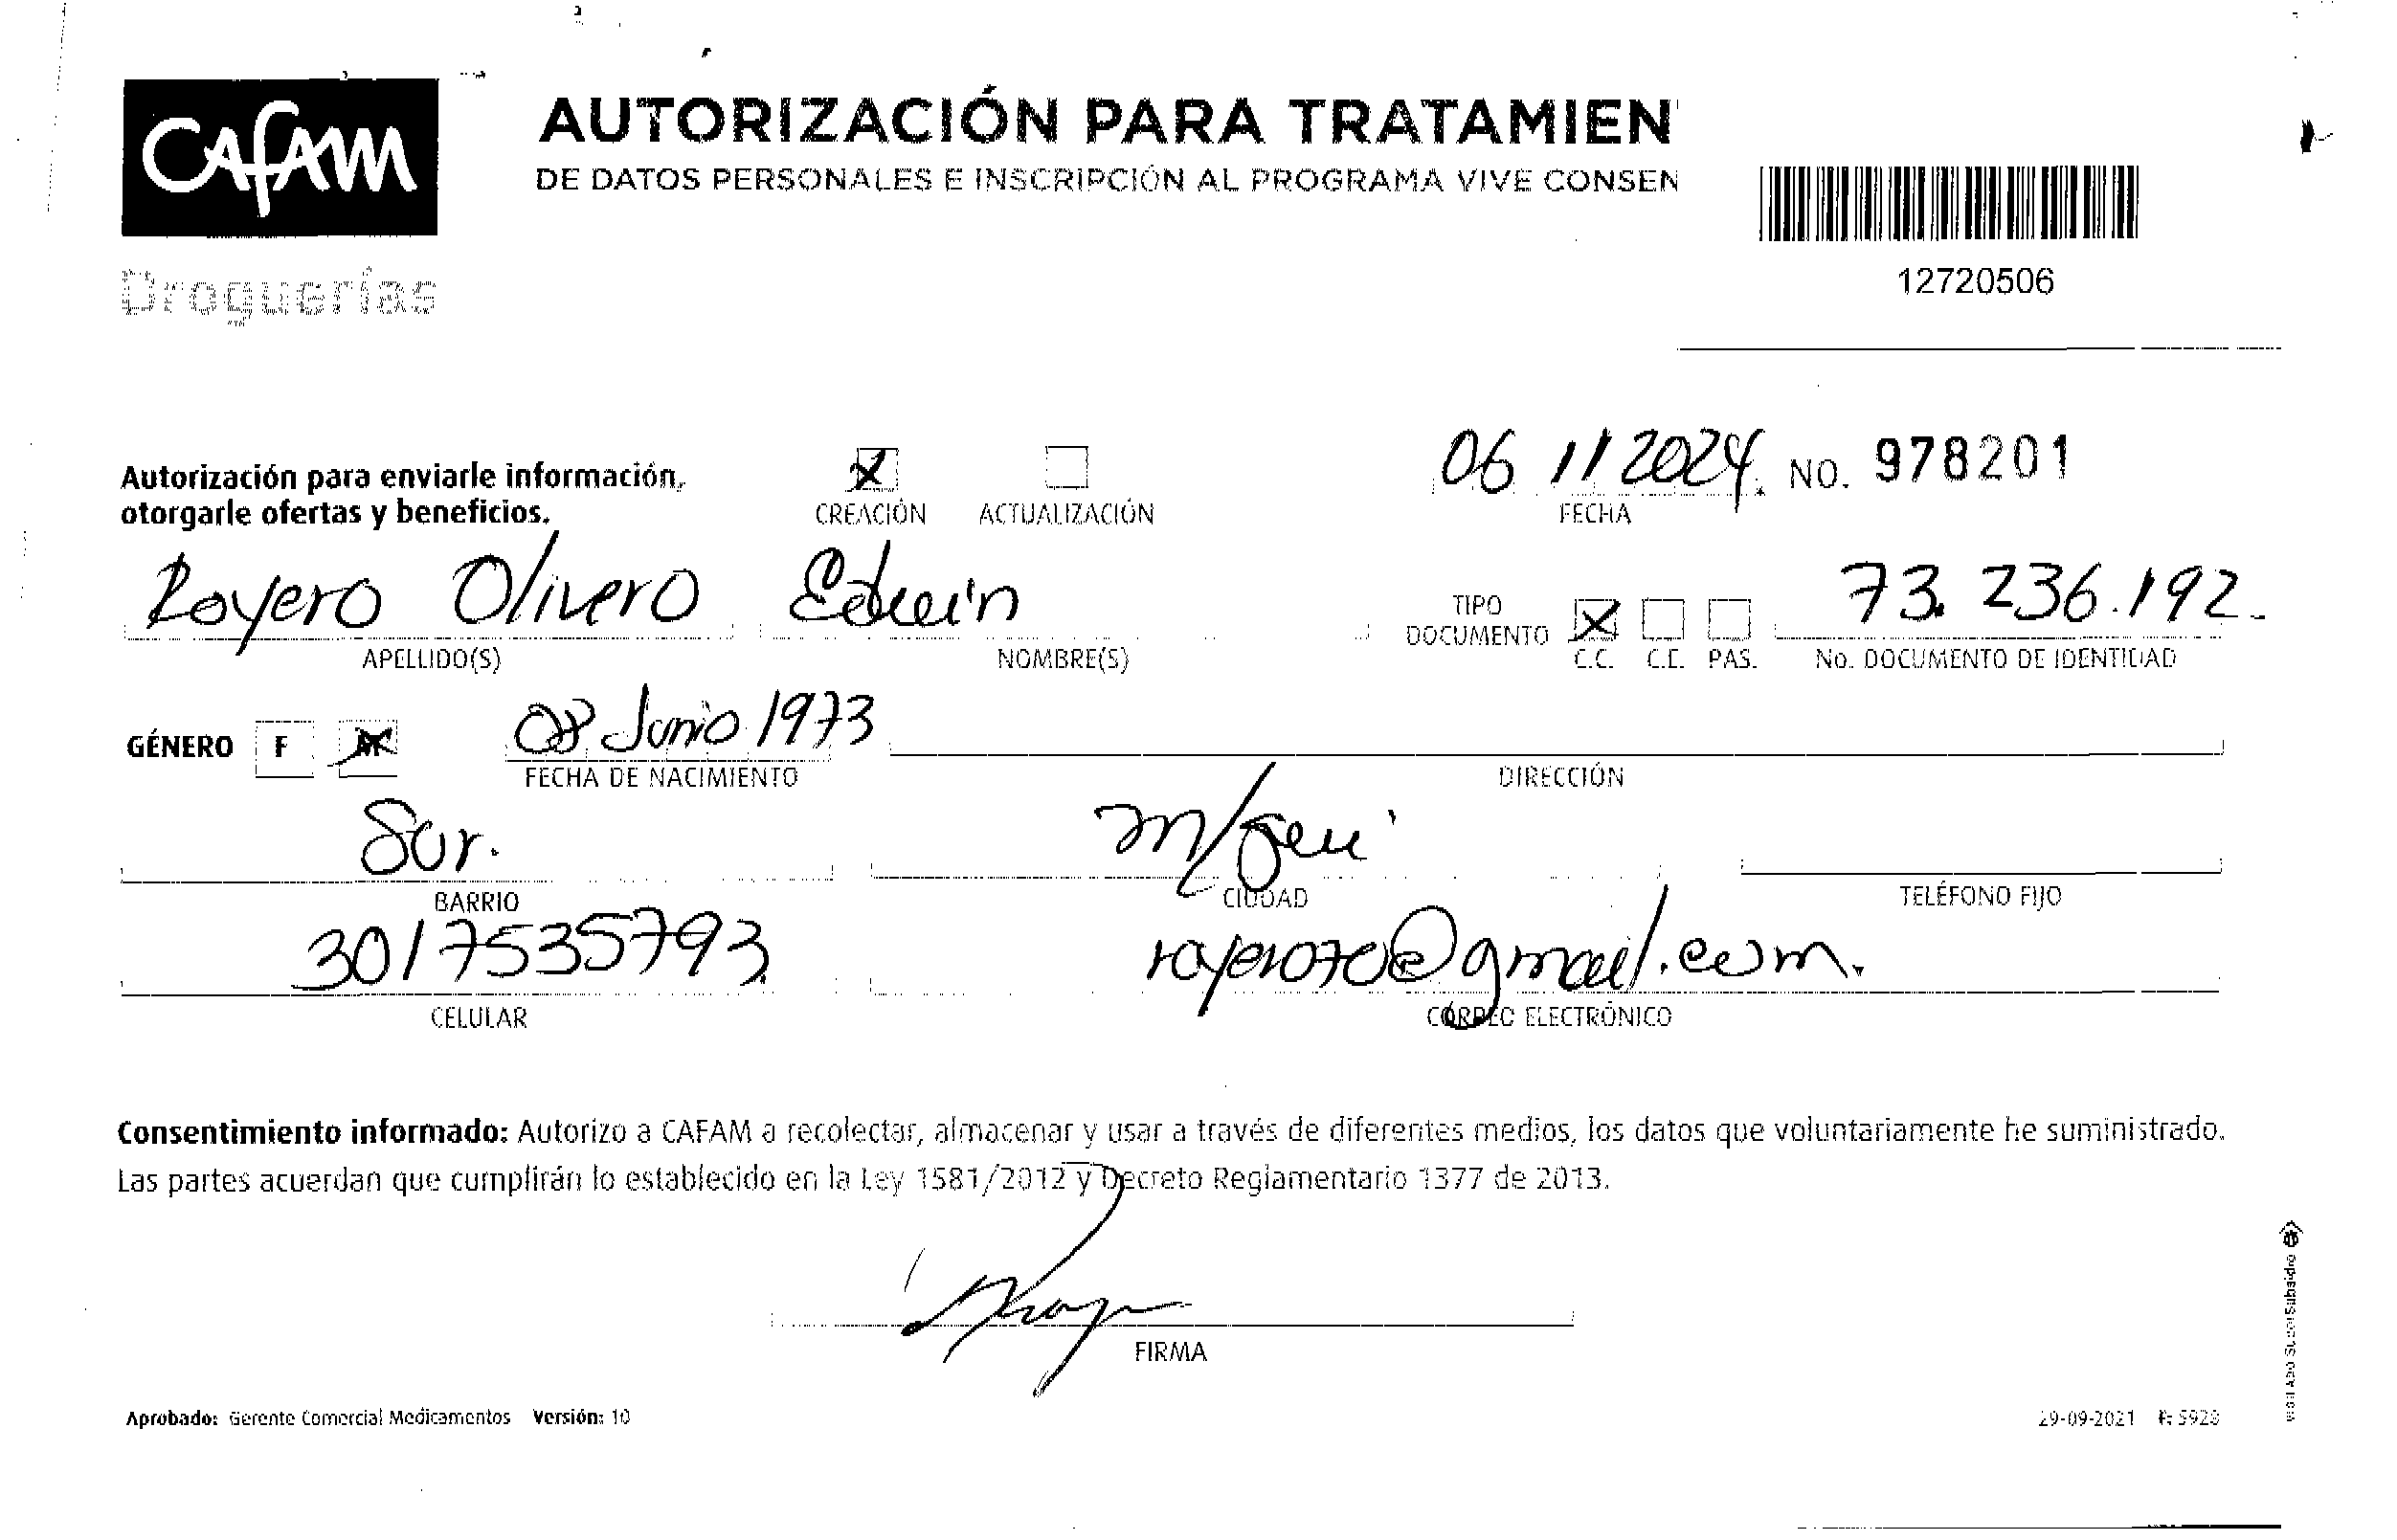 CAFAM
Droguerías
AUTORIZACIÓN PARA TRATAMIEN
DE DATOS PERSONALES E INSCRIPCIÓN AL PROGRAMA VIVE CONSEN
12720506
Autorización para enviarle información,
otorgarle ofertas y beneficios.
X
CREACIÓN ACTUALIZACIÓN
06 11 2024 NO. 978201
FECHA
Royero Olivero Edwin
APELLIDO(S) NOMBRE(S)
TIPO
DOCUMENTO X 73.236.192
C.C. C.E. PAS. No. DOCUMENTO DE IDENTIDAD
GÉNERO F M 08 Junio 1973
FECHA DE NACIMIENTO DIRECCIÓN
Sur.
BARRIO CIUDAD TELÉFONO FIJO
3017535793
CELULAR CORREO ELECTRÓNICO
Consentimiento informado: Autorizo a CAFAM a recolectar, almacenar y usar a través de diferentes medios, los datos que voluntariamente he suministrado.
Las partes acuerdan que cumplirán lo establecido en la Ley 1581/2012 y Decreto Reglamentario 1377 de 2013.
FIRMA
Aprobado: Gerente Comercial Medicamentos Versión: 10
29-09-2021
VIGILADO SuperSubsidio